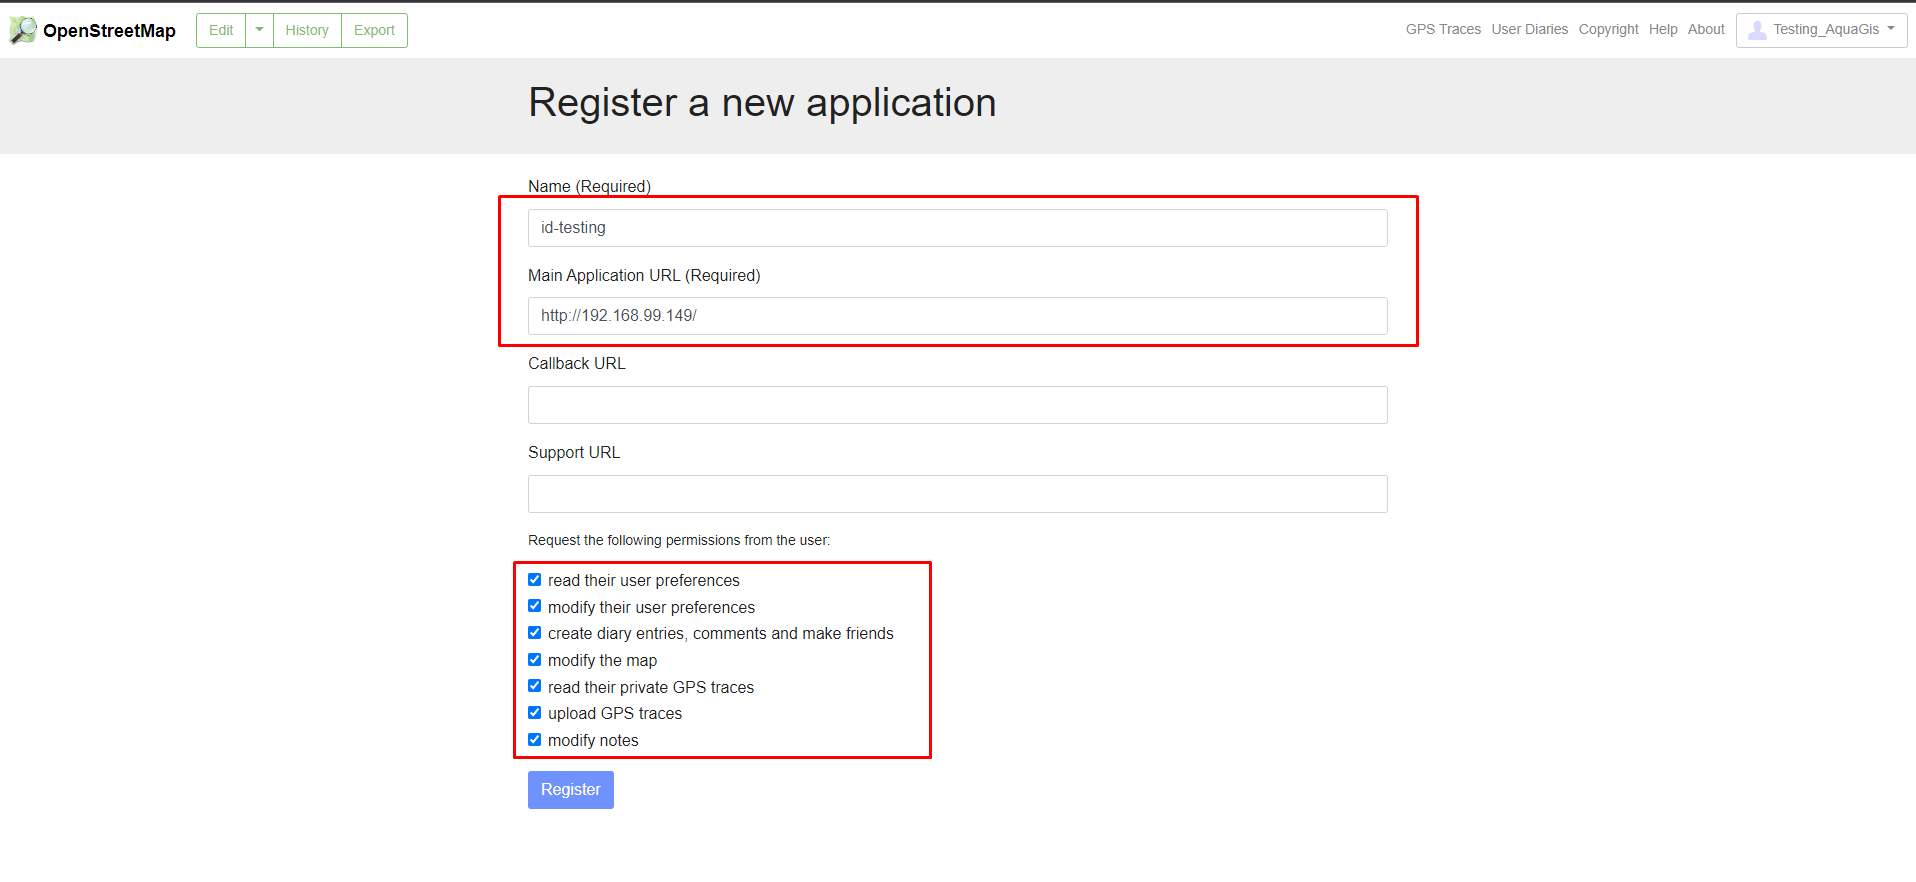 OpenStreetMap Edit History Export GPS Traces User Diaries Copyright Help About Testing_AquaGis
Register a new application
Name (Required)
id-testing
Main Application URL (Required)
http://192.168.99.149/
Callback URL
Support URL
Request the following permissions from the user:
read their user preferences
modify their user preferences
create diary entries, comments and make friends
modify the map
read their private GPS traces
upload GPS traces
modify notes
Register